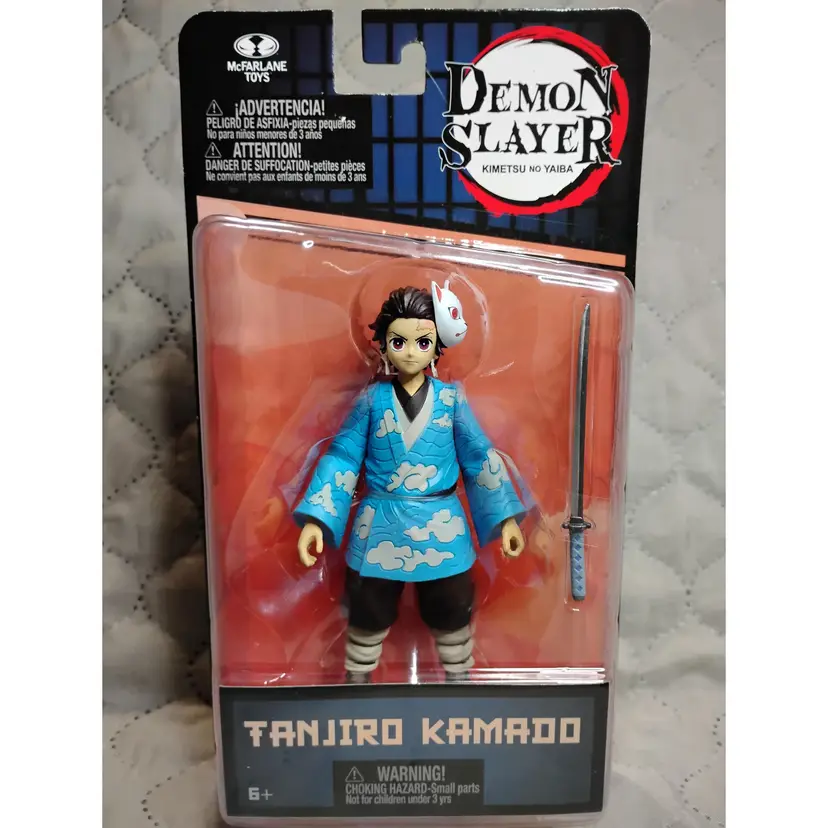 McFARLANE
TOYS
DEMON
SLAYER
KIMETSU NO YAIBA
¡ADVERTENCIA!
PELIGRO DE ASFIXIA-piezas pequeñas
No para niños menores de 3 años
ATTENTION!
DANGER DE SUFFOCATION-petites pièces
Ne convient pas aux enfants de moins de 3 ans
TANJIRO KAMADO
6+
WARNING!
CHOKING HAZARD-Small parts
Not for children under 3 yrs